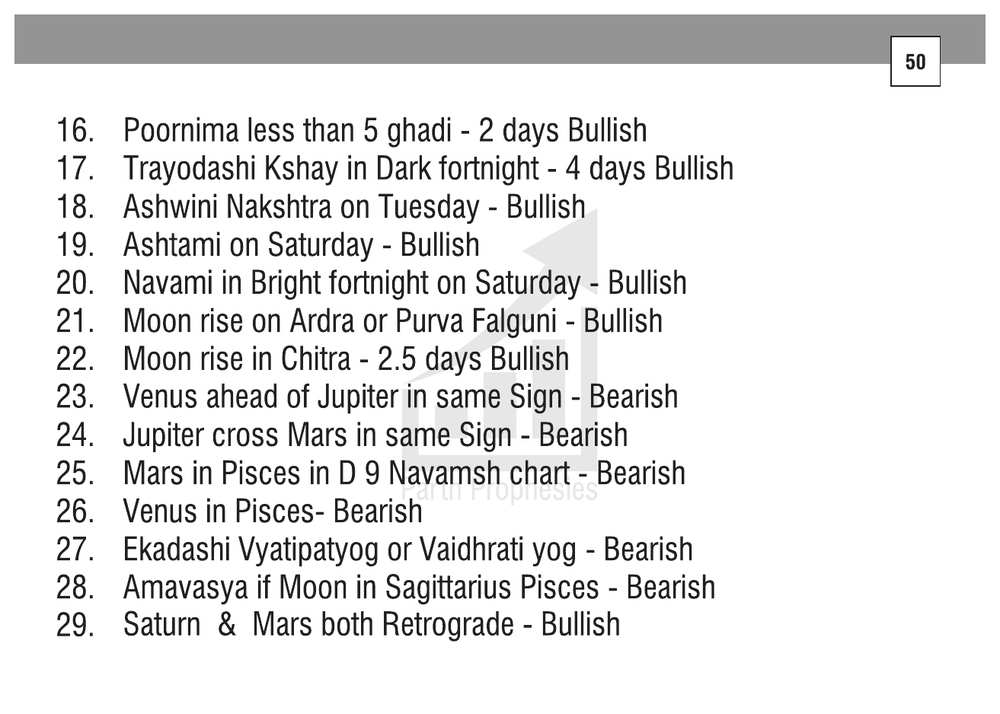 50
16. Poornima less than 5 ghadi - 2 days Bullish
17. Trayodashi Kshay in Dark fortnight - 4 days Bullish
18. Ashwini Nakshtra on Tuesday - Bullish
19. Ashtami on Saturday - Bullish
20. Navami in Bright fortnight on Saturday - Bullish
21. Moon rise on Ardra or Purva Falguni - Bullish
22. Moon rise in Chitra - 2.5 days Bullish
23. Venus ahead of Jupiter in same Sign - Bearish
24. Jupiter cross Mars in same Sign - Bearish
25. Mars in Pisces in D 9 Navamsh chart - Bearish
Parth Prophesies
26. Venus in Pisces- Bearish
27. Ekadashi Vyatipatyog or Vaidhrati yog - Bearish
28. Amavasya if Moon in Sagittarius Pisces - Bearish
29. Saturn & Mars both Retrograde - Bullish